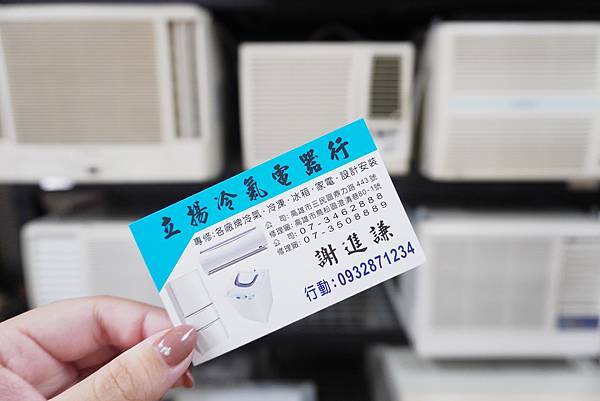 立揚冷氣電器行
專修:各廠牌冷氣‧冷凍‧冰箱‧家電‧設計安裝
公 司:高雄市三民區鼎力路443號
修理廠:高雄市鳥松區澄清巷80-1號
公 司:07-3462888
修理廠:07-3508889
謝進謙
行動:0932871234